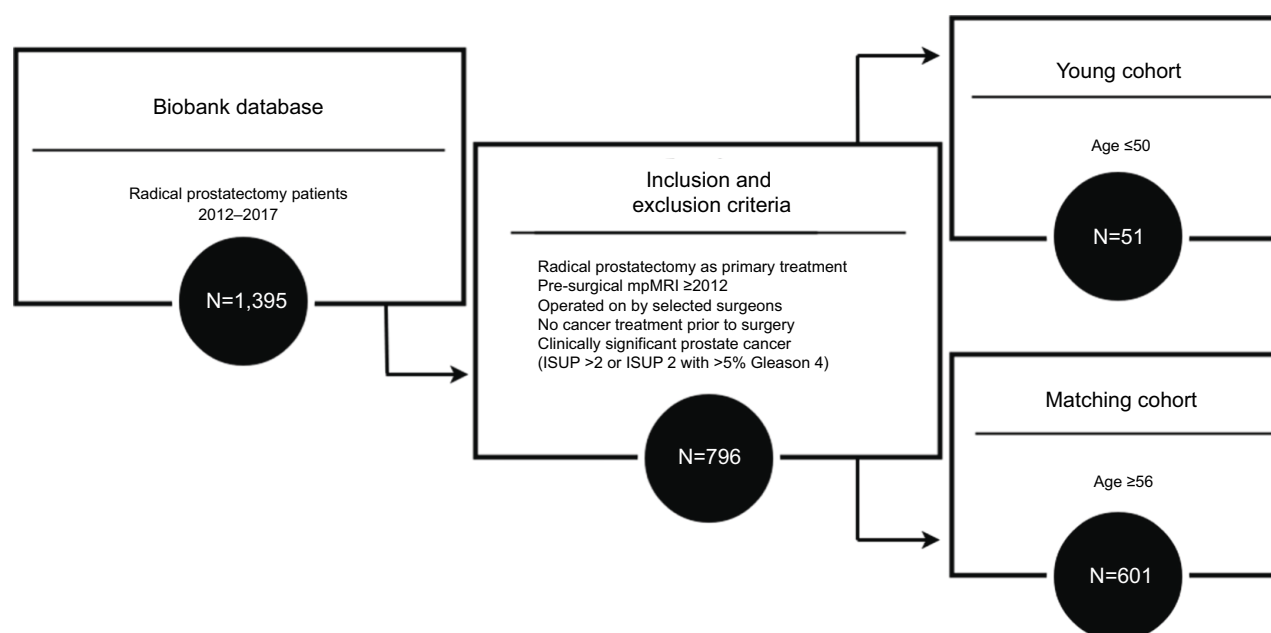 Biobank database
Radical prostatectomy patients
2012–2017
N=1,395
Inclusion and
exclusion criteria
Radical prostatectomy as primary treatment
Pre-surgical mpMRI ≥2012
Operated on by selected surgeons
No cancer treatment prior to surgery
Clinically significant prostate cancer
(ISUP >2 or ISUP 2 with >5% Gleason 4)
N=796
Young cohort
Age ≤50
N=51
Matching cohort
Age ≥56
N=601